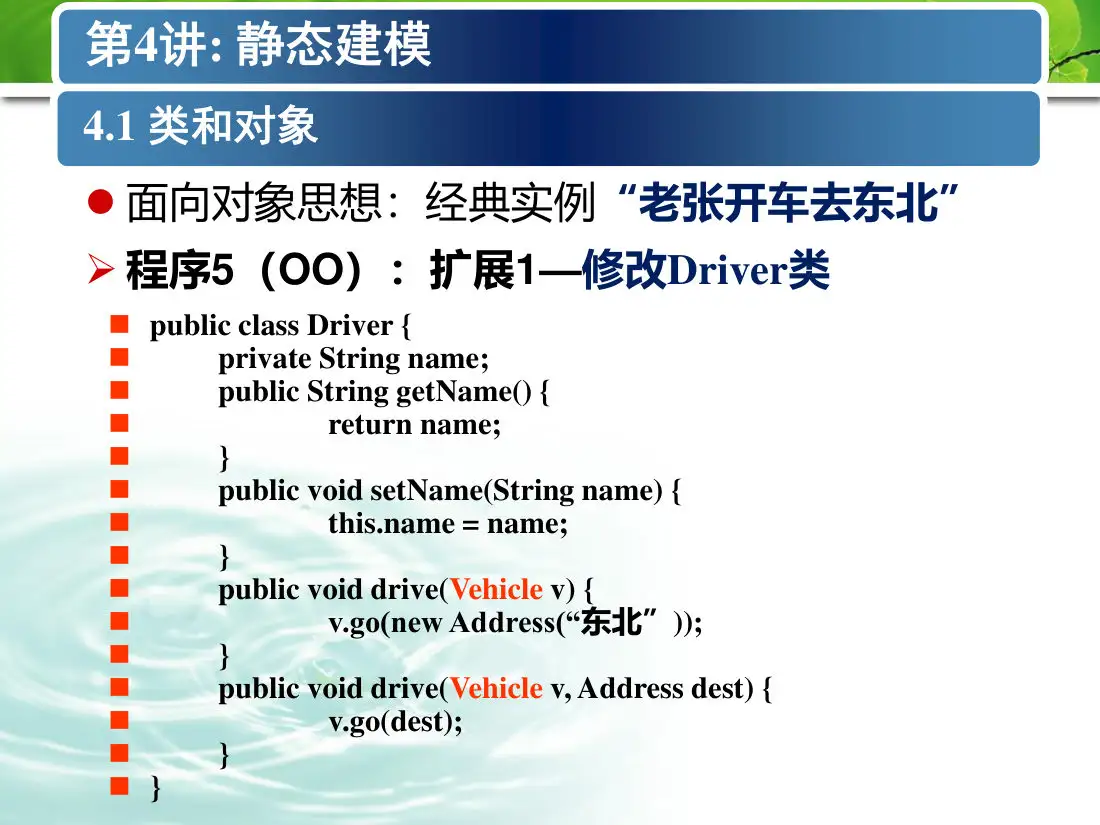 第4讲: 静态建模
4.1 类和对象
面向对象思想：经典实例“老张开车去东北”
程序5（OO）：扩展1—修改Driver类
public class Driver {
private String name;
public String getName() {
return name;
}
public void setName(String name) {
this.name = name;
}
public void drive(Vehicle v) {
v.go(new Address(“东北”));
}
public void drive(Vehicle v, Address dest) {
v.go(dest);
}
}